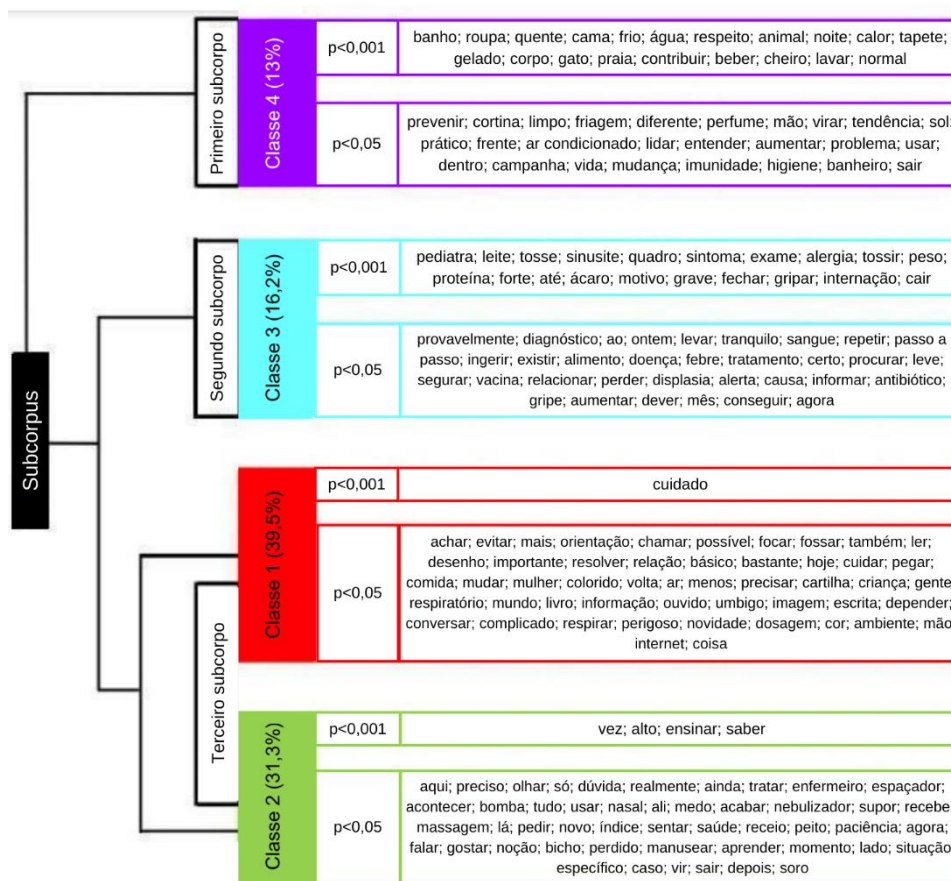 Subcorpus
Primeiro subcorpo
Classe 4 (13%)
p<0,001
banho; roupa; quente; cama; frio; água; respeito; animal; noite; calor; tapete;
gelado; corpo; gato; praia; contribuir; beber; cheiro; lavar; normal
p<0,05
prevenir; cortina; limpo; friagem; diferente; perfume; mão; virar; tendência; sol;
prático; frente; ar condicionado; lidar; entender; aumentar; problema; usar;
dentro; campanha; vida; mudança; imunidade; higiene; banheiro; sair
Segundo subcorpo
Classe 3 (16,2%)
p<0,001
pediatra; leite; tosse; sinusite; quadro; sintoma; exame; alergia; tossir; peso;
proteína; forte; até; ácaro; motivo; grave; fechar; gripar; internação; cair
p<0,05
provavelmente; diagnóstico; ao; ontem; levar; tranquilo; sangue; repetir; passo a
passo; ingerir; existir; alimento; doença; febre; tratamento; certo; procurar; leve;
segurar; vacina; relacionar; perder; displasia; alerta; causa; informar; antibiótico;
gripe; aumentar; dever; mês; conseguir; agora
Terceiro subcorpo
Classe 1 (39,5%)
p<0,001
cuidado
p<0,05
achar; evitar; mais; orientação; chamar; possível; focar; fossar; também; ler;
desenho; importante; resolver; relação; básico; bastante; hoje; cuidar; pegar;
comida; mudar; mulher; colorido; volta; ar; menos; precisar; cartilha; criança; gente;
respiratório; mundo; livro; informação; ouvido; umbigo; imagem; escrita; depender;
conversar; complicado; respirar; perigoso; novidade; dosagem; cor; ambiente; mão;
internet; coisa
Classe 2 (31,3%)
p<0,001
vez; alto; ensinar; saber
p<0,05
aqui; preciso; olhar; só; dúvida; realmente; ainda; tratar; enfermeiro; espaçador;
acontecer; bomba; tudo; usar; nasal; ali; medo; acabar; nebulizador; supor; recebe
massagem; lá; pedir; novo; índice; sentar; saúde; receio; peito; paciência; agora;
falar; gostar; noção; bicho; perdido; manusear; aprender; momento; lado; situação
específico; caso; vir; sair; depois; soro